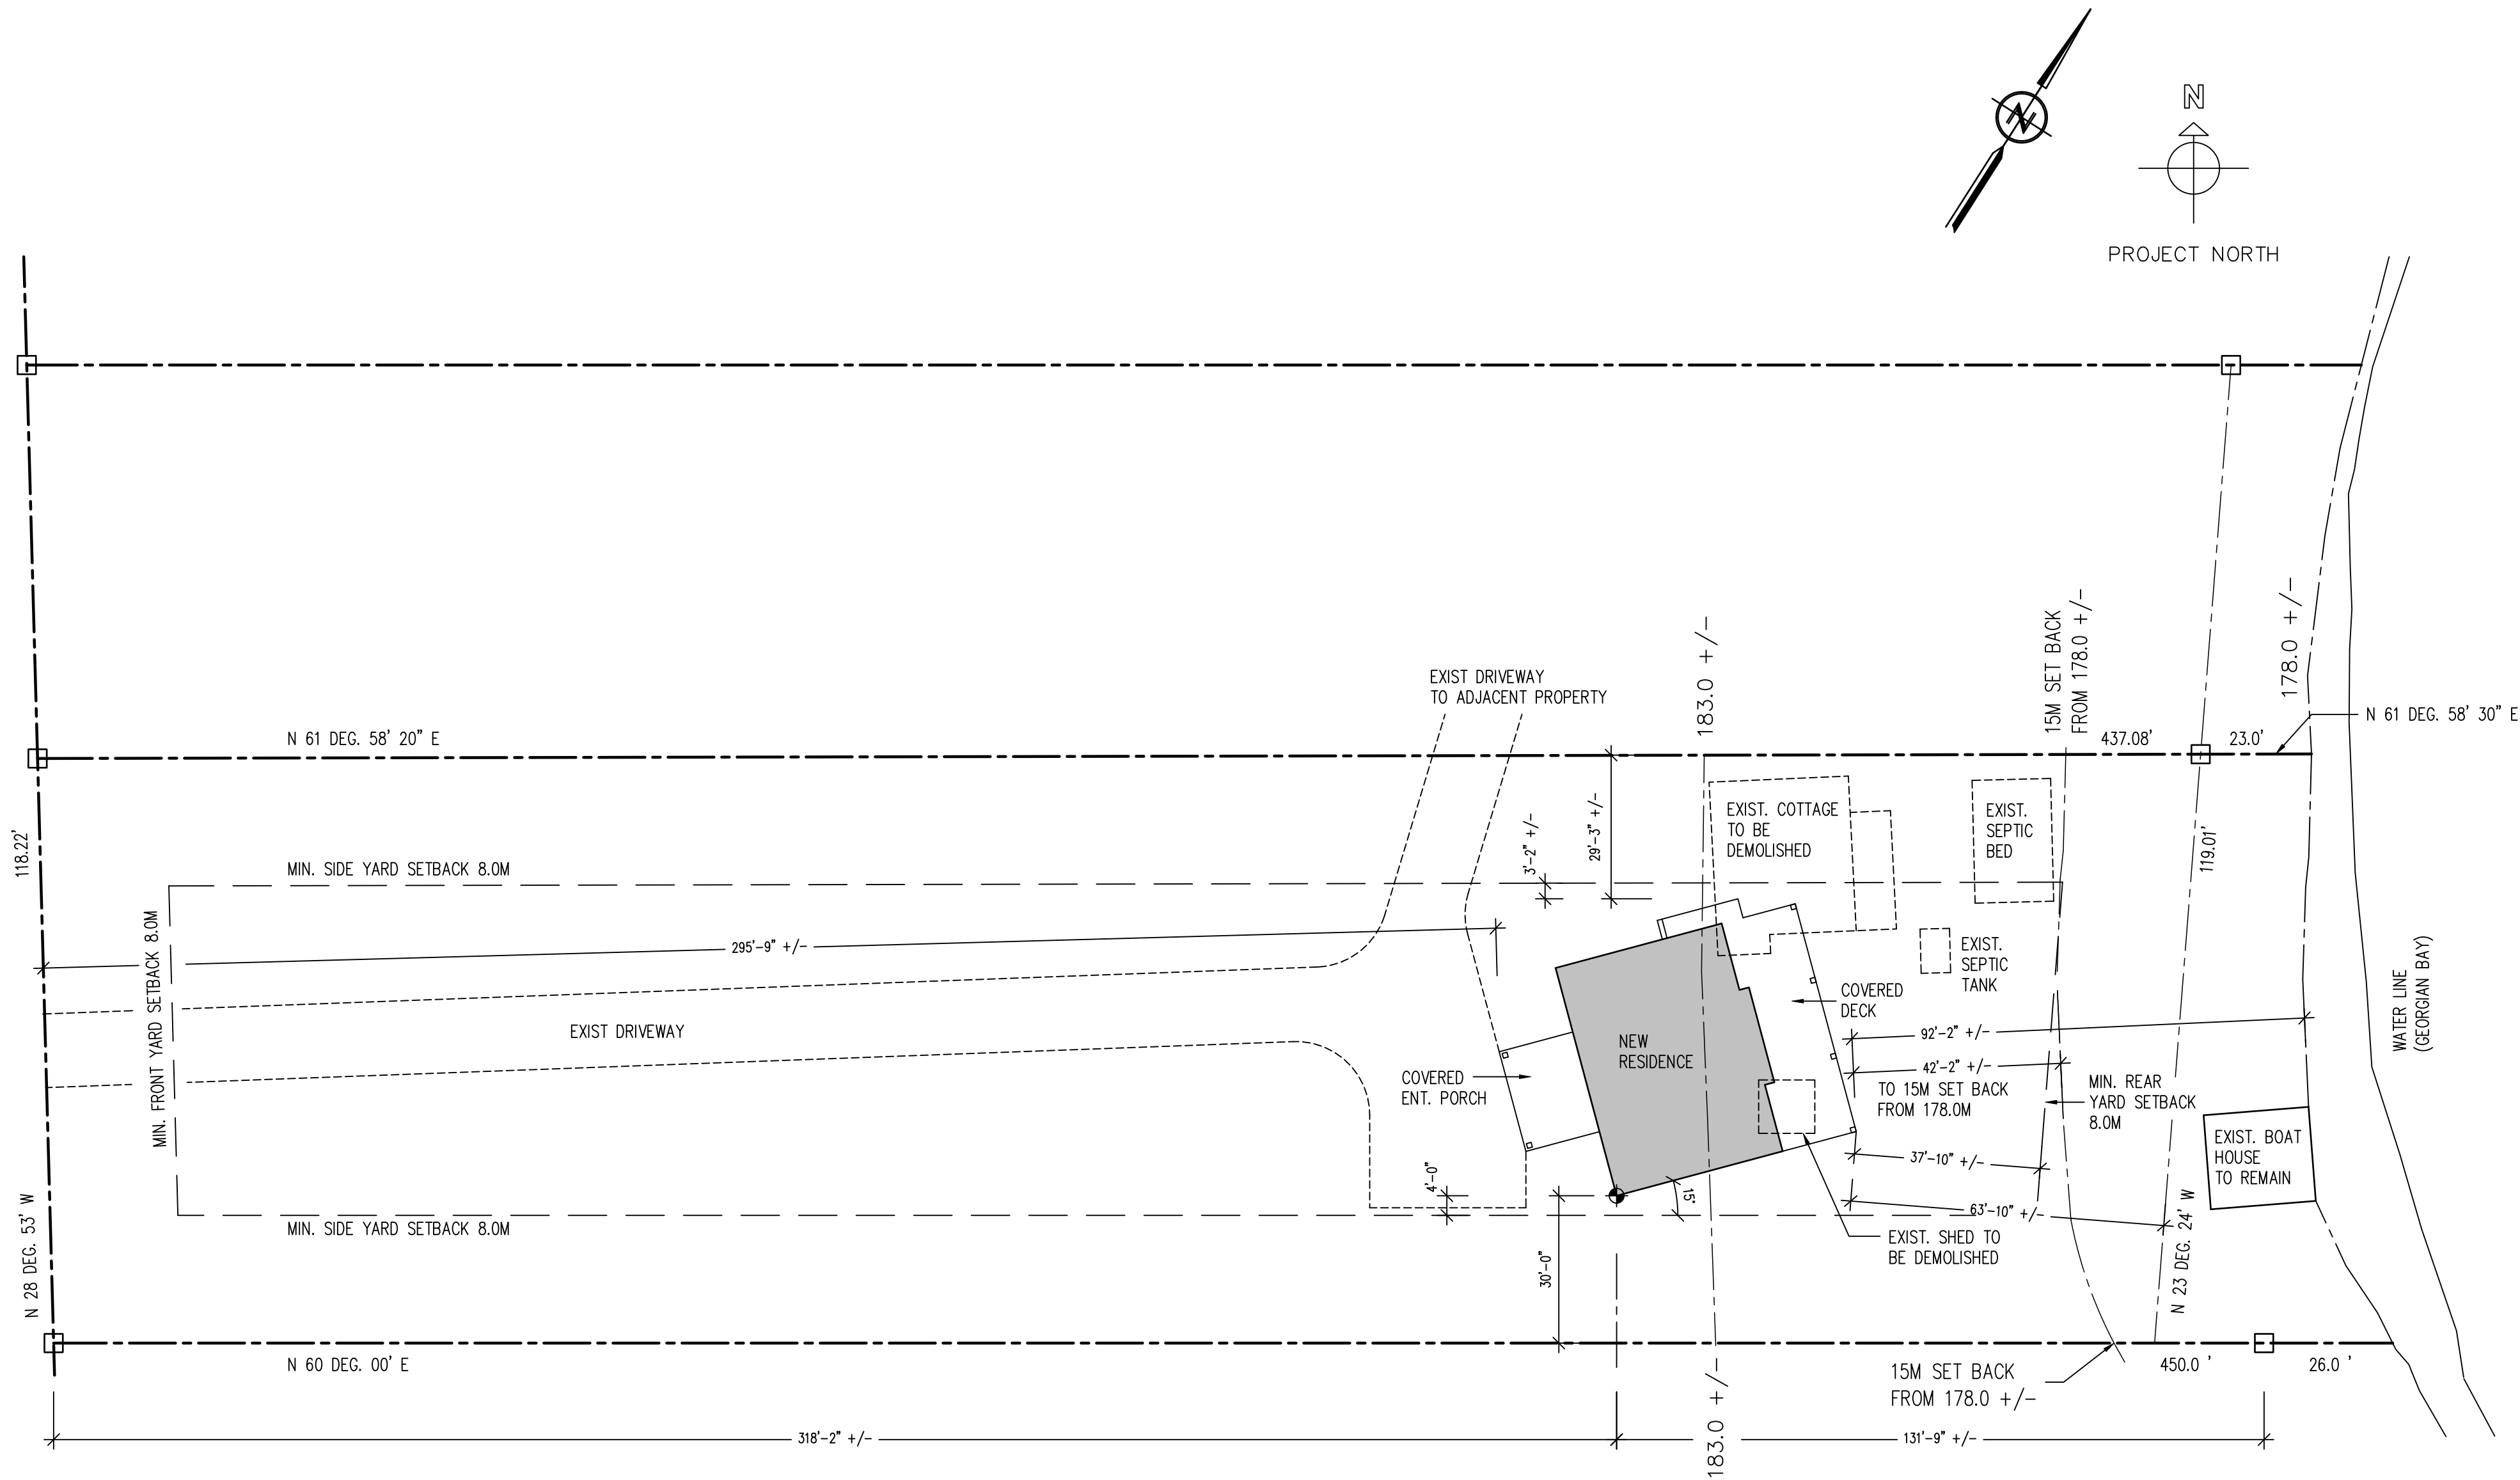 N
N
PROJECT NORTH
EXIST DRIVEWAY
TO ADJACENT PROPERTY
183.0 +/-
15M SET BACK
FROM 178.0 +/-
178.0 +/-
N 61 DEG. 58' 30" E
N 61 DEG. 58' 20" E
437.08'
23.0'
118.22'
MIN. SIDE YARD SETBACK 8.0M
3'-2" +/-
29'-3" +/-
EXIST. COTTAGE
TO BE
DEMOLISHED
EXIST.
SEPTIC
BED
119.01'
MIN. FRONT YARD SETBACK 8.0M
295'-9" +/-
EXIST.
SEPTIC
TANK
COVERED
DECK
WATER LINE
(GEORGIAN BAY)
EXIST DRIVEWAY
NEW
RESIDENCE
92'-2" +/-
42'-2" +/-
TO 15M SET BACK
FROM 178.0M
COVERED
ENT. PORCH
MIN. REAR
YARD SETBACK
8.0M
EXIST. BOAT
HOUSE
TO REMAIN
37'-10" +/-
4'-0"
15'
63'-10" +/-
N 28 DEG. 53' W
MIN. SIDE YARD SETBACK 8.0M
EXIST. SHED TO
BE DEMOLISHED
N 23 DEG. 24' W
30'-0"
N 60 DEG. 00' E
15M SET BACK
FROM 178.0 +/-
450.0 '
26.0 '
183.0 +/-
318'-2" +/-
131'-9" +/-